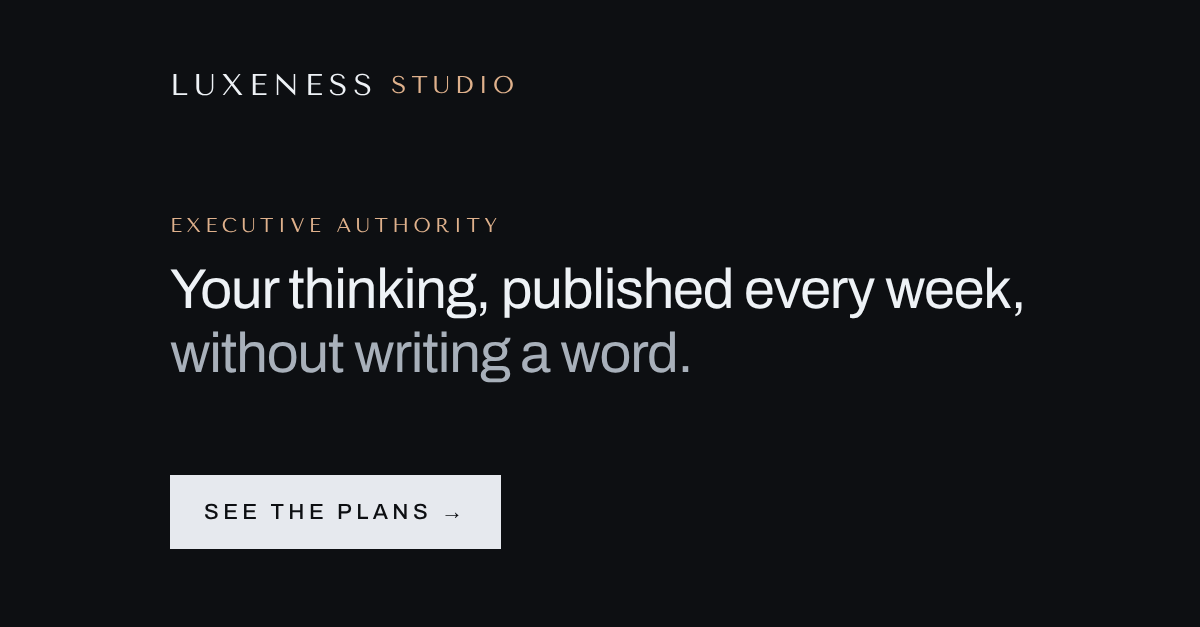 LUXENESS STUDIO
EXECUTIVE AUTHORITY
Your thinking, published every week,
without writing a word.
SEE THE PLANS →